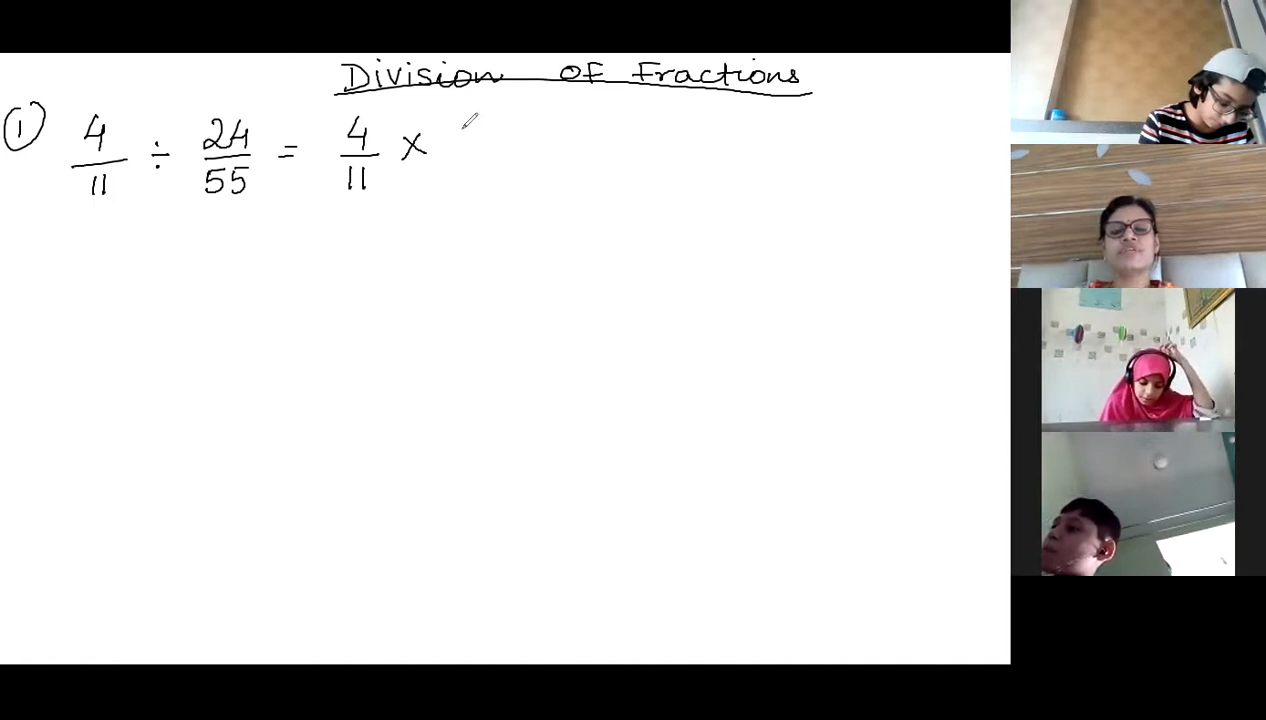 Division of Fractions
① 4/11 ÷ 24/55 = 4/11 ×